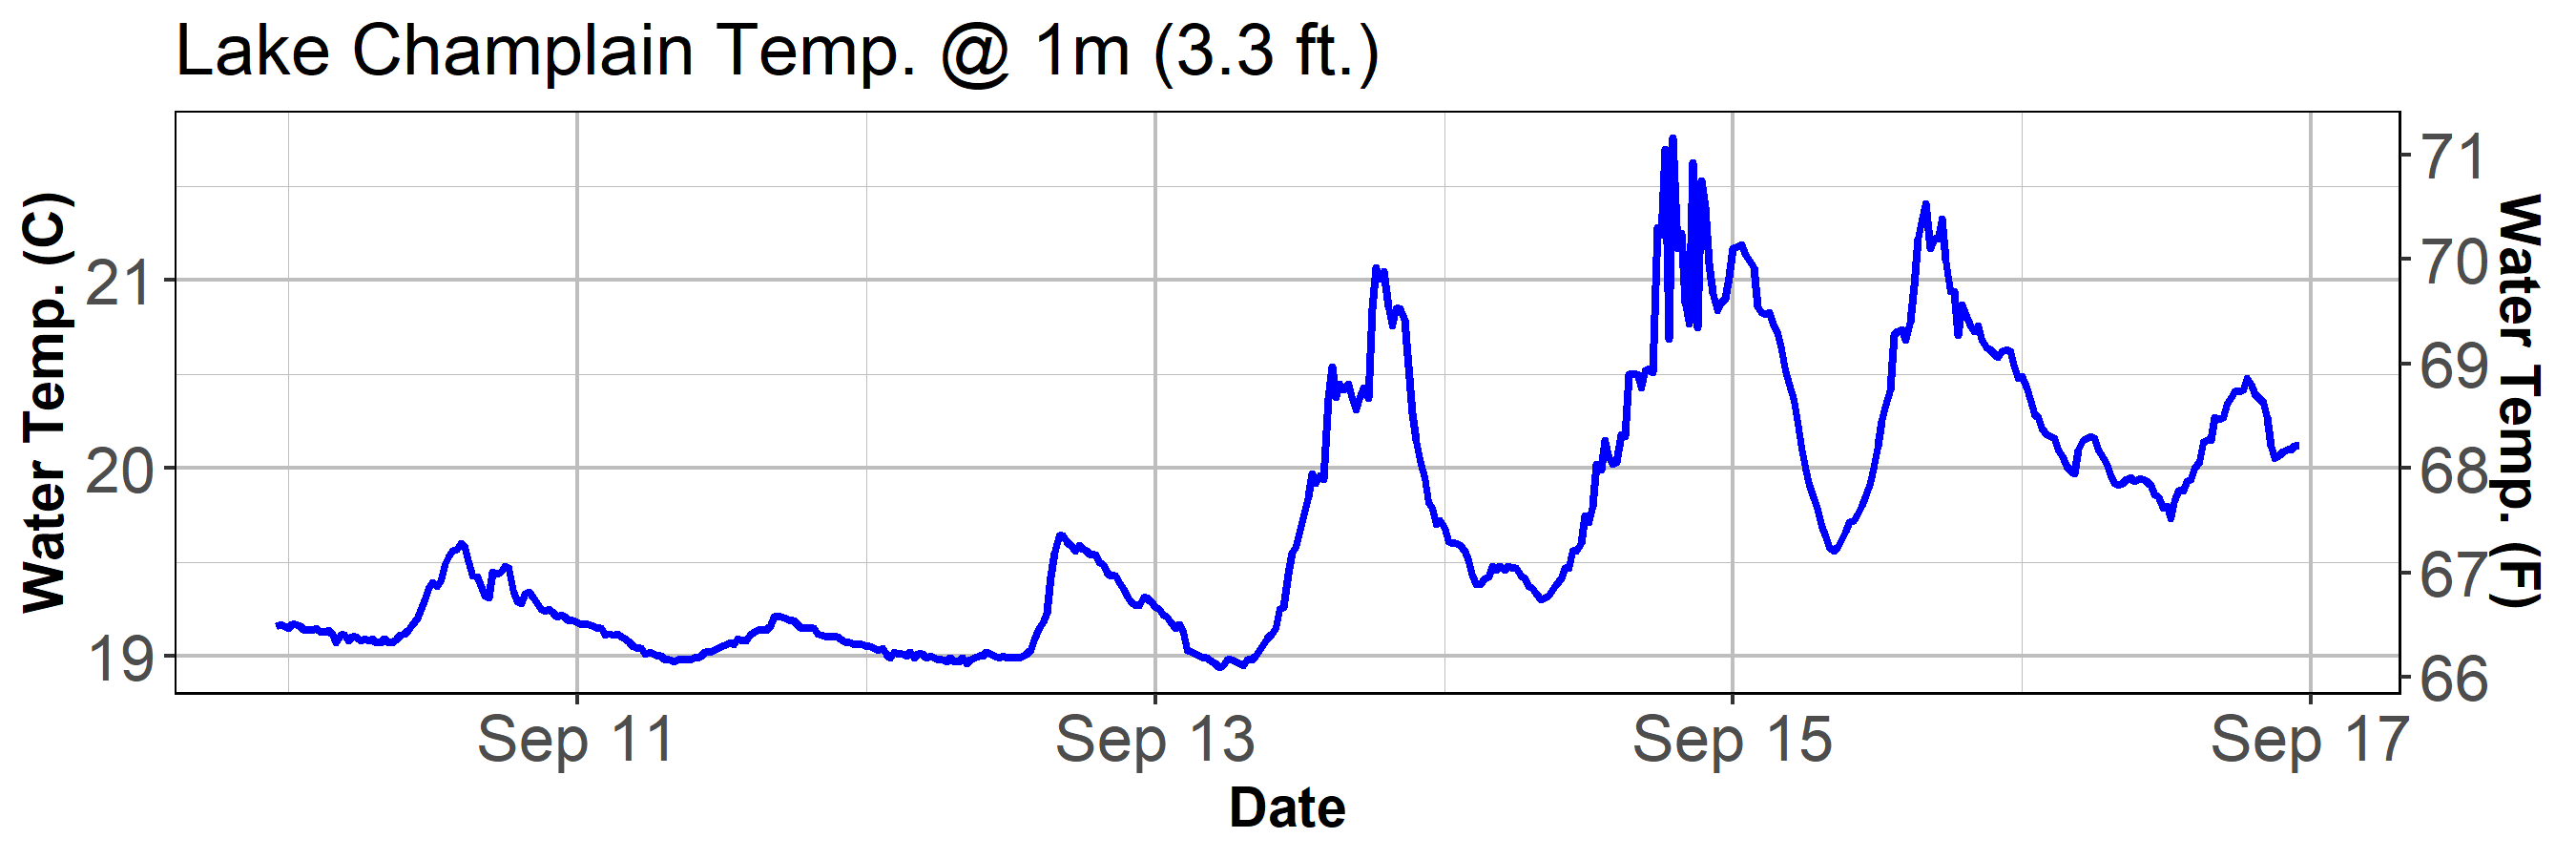 Lake Champlain Temp. @ 1m (3.3 ft.)
Water Temp. (C)
21
20
19
71
70
69
68
67
66
Water Temp. (F)
Sep 11 Sep 13 Sep 15 Sep 17
Date